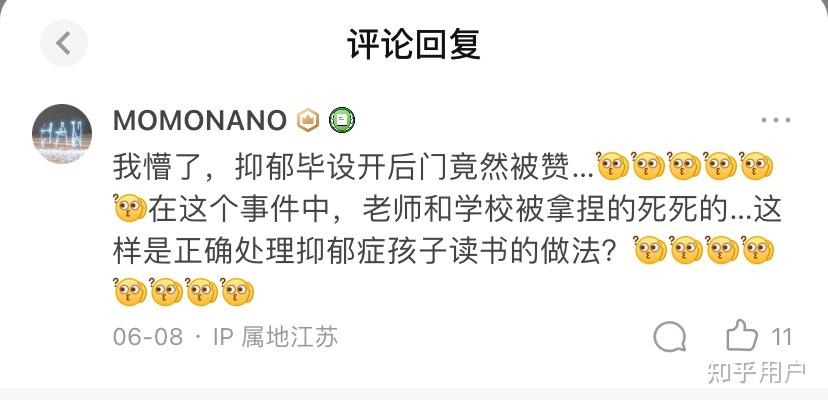 评论回复
MOMONANO
我懵了，抑郁毕设开后门竟然被赞...
在这个事件中，老师和学校被拿捏的死死的...这
样是正确处理抑郁症孩子读书的做法？
06-08 · IP 属地江苏
11
知乎用户